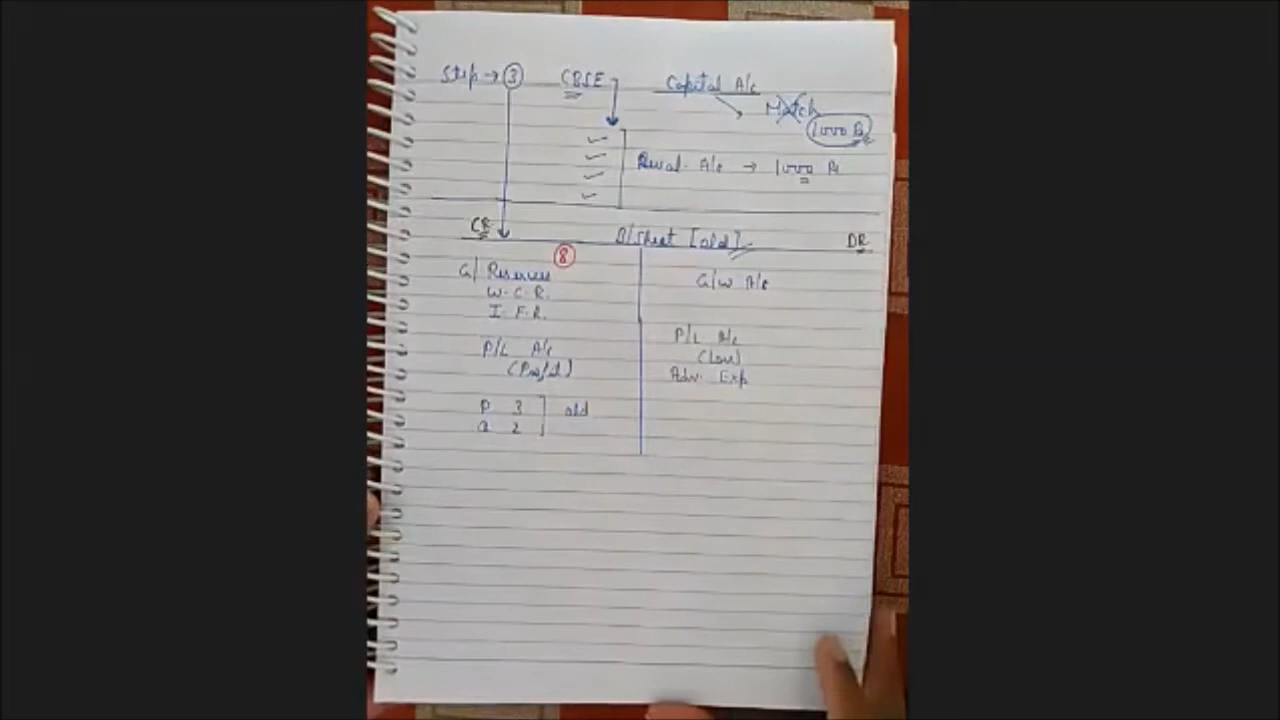 Step → 3 CBSE Capital A/c
Match
1000 Rs
Reval. A/c → 1000 Rs
CR B/Sheet [old] DR
8
G/ Reserves G/W A/c
W.C.R.
I.F.R.
P/L A/c P/L A/c
(Profit) (Loss)
Adv. Exp
P 3 old
Q 2